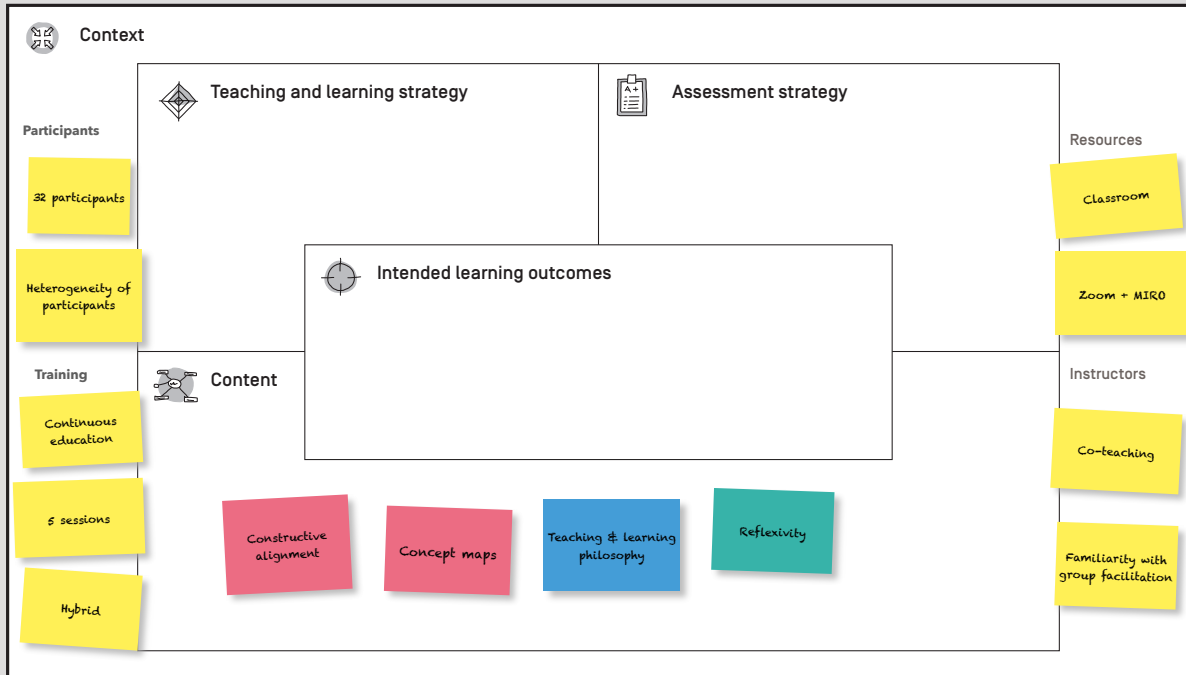 Context
Teaching and learning strategy
A+
Assessment strategy
Participants
32 participants
Heterogeneity of
participants
Resources
Classroom
Zoom + MIRO
Intended learning outcomes
Training
Continuous
education
5 sessions
Hybrid
Content
Constructive
alignment
Concept maps
Teaching & learning
philosophy
Reflexivity
Instructors
Co-teaching
Familiarity with
group facilitation